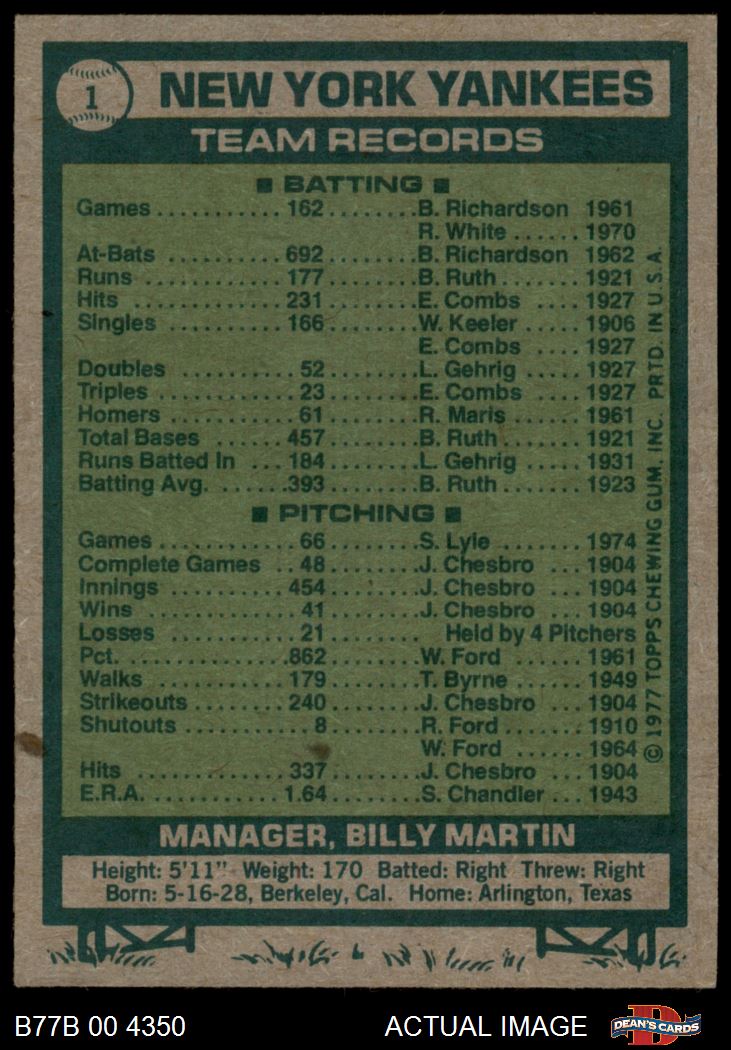 1
NEW YORK YANKEES
TEAM RECORDS
■ BATTING ■
Games...........162........B. Richardson 1961
R. White ...... 1970
At-Bats ..........692........B. Richardson 1962
Runs .............177........B. Ruth........1921
Hits ..............231........E. Combs ....1927
Singles ..........166........W. Keeler .....1906
E. Combs ....1927
Doubles ..........52........L. Gehrig .....1927
Triples ............23........E. Combs ....1927
Homers ..........61........R. Maris.......1961
Total Bases ......457........B. Ruth........1921
Runs Batted In ...184........L. Gehrig .....1931
Batting Avg. .....393........B. Ruth.......1923
■ PITCHING ■
Games............66........S. Lyle .......1974
Complete Games ..48........J. Chesbro ...1904
Innings ..........454........J. Chesbro ...1904
Wins .............41........J. Chesbro ...1904
Losses ...........21........ Held by 4 Pitchers
Pct. .............862........W. Ford ......1961
Walks ...........179........T. Byrne .....1949
Strikeouts .......240........J. Chesbro ...1904
Shutouts ..........8........R. Ford.......1910
W. Ford ......1964
Hits .............337........J. Chesbro ...1904
E.R.A. ...........1.64........S. Chandler ...1943
© 1977 TOPPS CHEWING GUM, INC. PRTD. IN U.S.A.
MANAGER, BILLY MARTIN
Height: 5'11" Weight: 170 Batted: Right Threw: Right
Born: 5-16-28, Berkeley, Cal. Home: Arlington, Texas
B77B 00 4350 ACTUAL IMAGE
D
DEAN'S CARDS